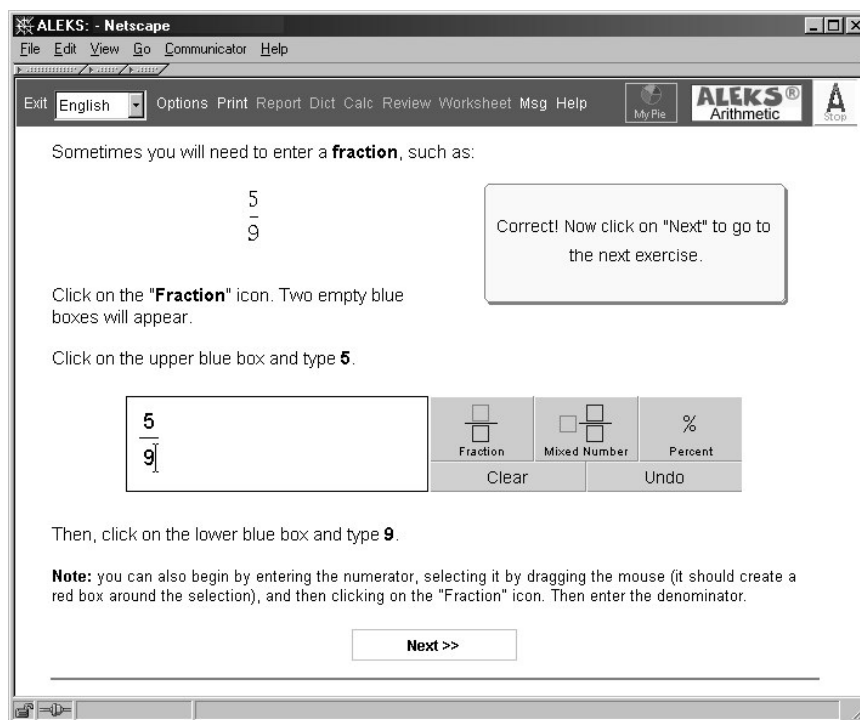 ALEKS: - Netscape
File Edit View Go Communicator Help
Exit English Options Print Report Dict Calc Review Worksheet Msg Help MyPie ALEKS® Arithmetic Stop
Sometimes you will need to enter a fraction, such as:
5
9
Correct! Now click on "Next" to go to
the next exercise.
Click on the "Fraction" icon. Two empty blue
boxes will appear.
Click on the upper blue box and type 5.
5
9
Fraction Mixed Number % Percent
Clear Undo
Then, click on the lower blue box and type 9.
Note: you can also begin by entering the numerator, selecting it by dragging the mouse (it should create a
red box around the selection), and then clicking on the "Fraction" icon. Then enter the denominator.
Next >>